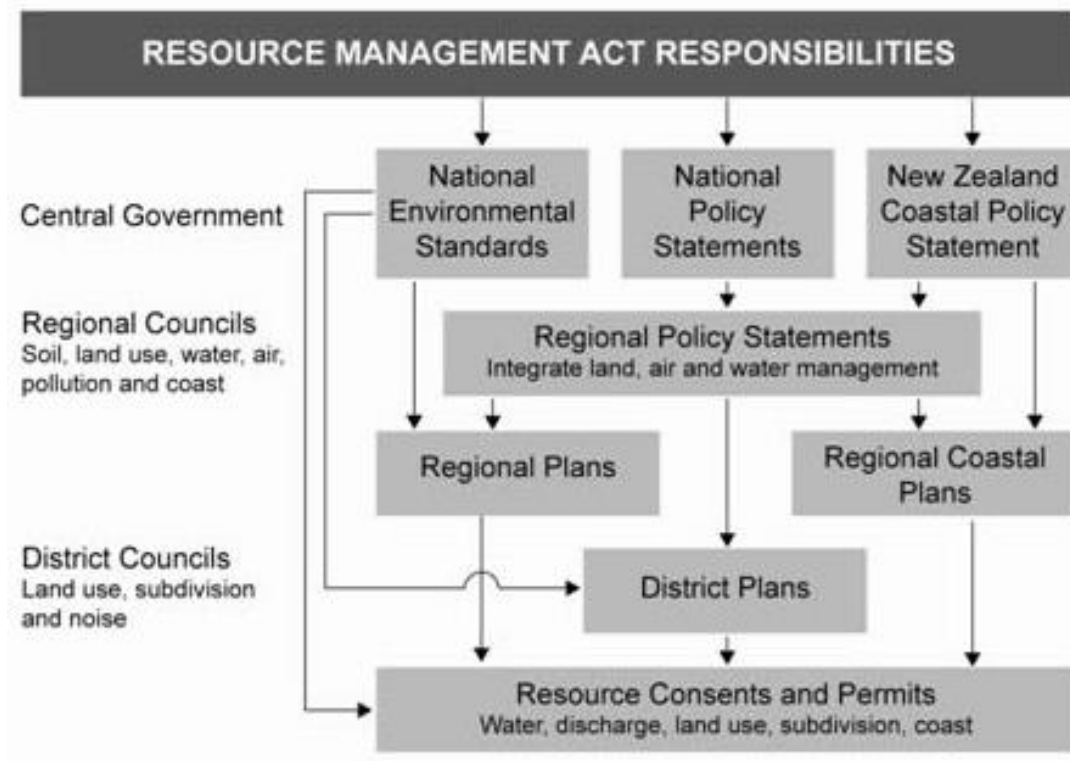 RESOURCE MANAGEMENT ACT RESPONSIBILITIES
Central Government
National
Environmental
Standards
National
Policy
Statements
New Zealand
Coastal Policy
Statement
Regional Councils
Soil, land use, water, air,
pollution and coast
Regional Policy Statements
Integrate land, air and water management
Regional Plans
Regional Coastal
Plans
District Councils
Land use, subdivision
and noise
District Plans
Resource Consents and Permits
Water, discharge, land use, subdivision, coast